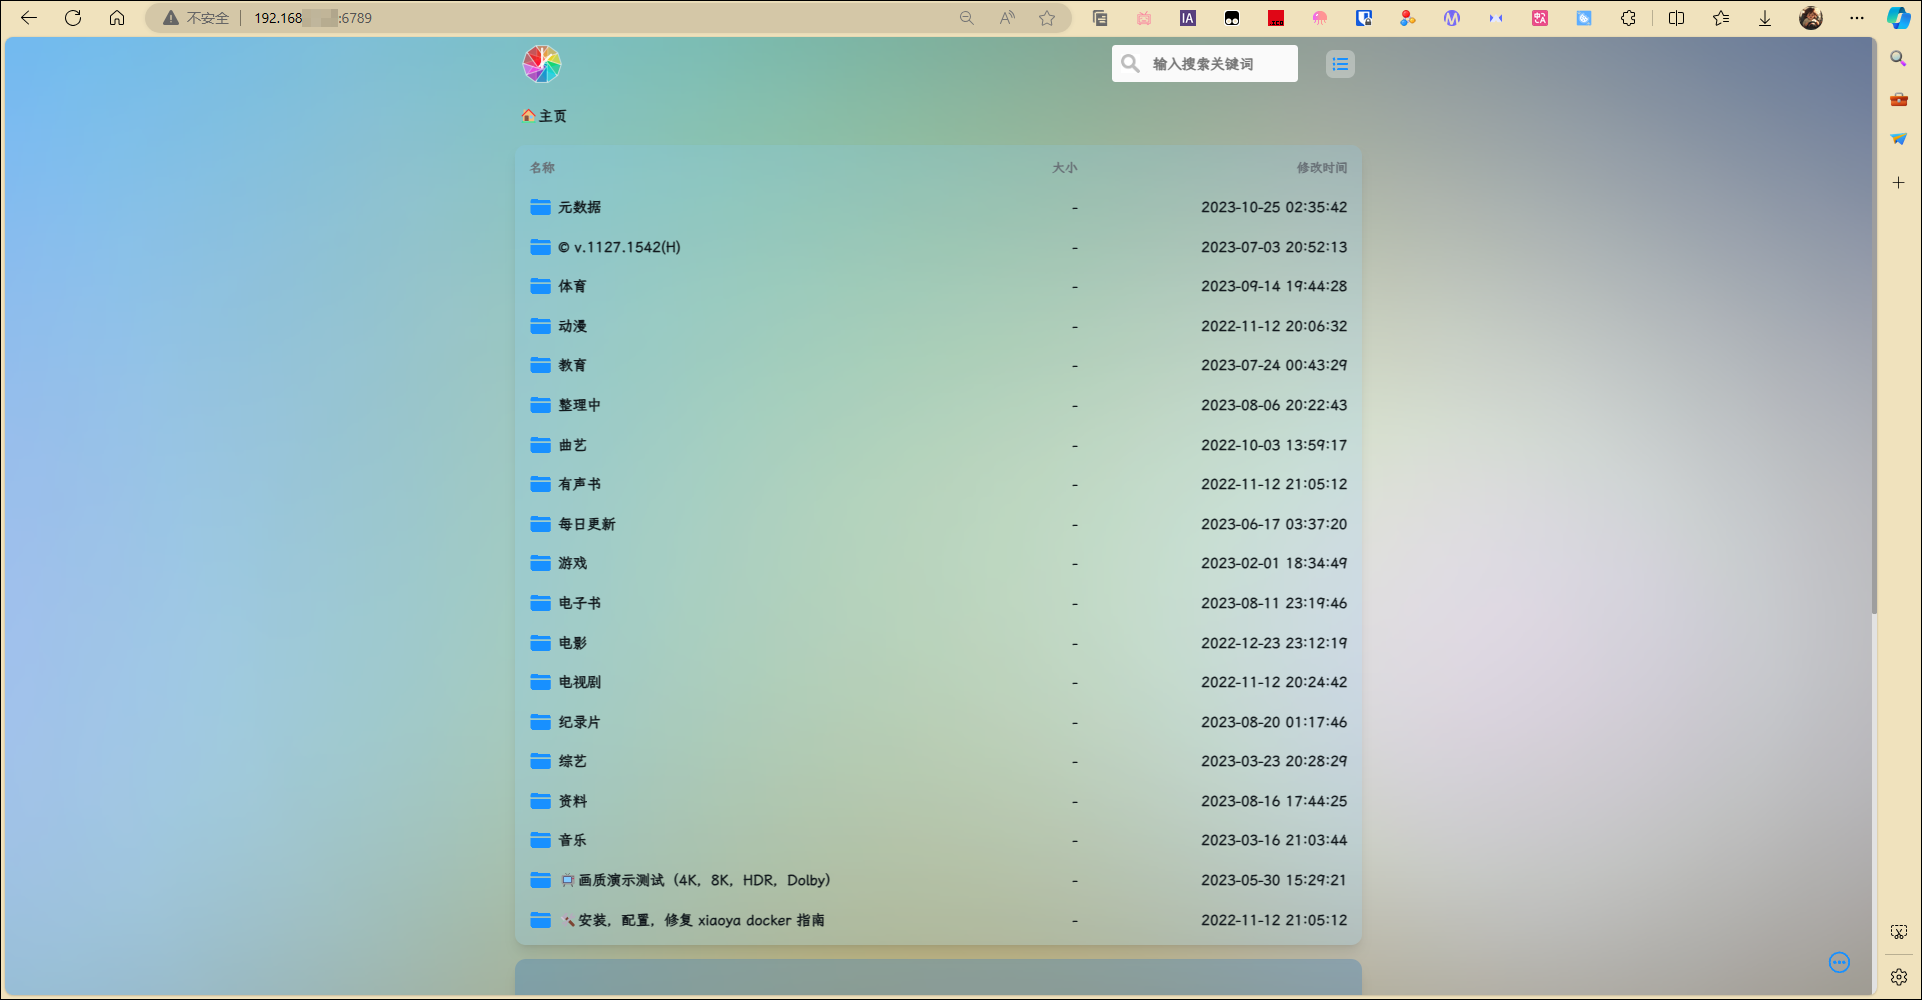 不安全 192.168 :6789
输入搜索关键词
主页
名称 大小 修改时间
元数据 - 2023-10-25 02:35:42
© v.1127.1542(H) - 2023-07-03 20:52:13
体育 - 2023-09-14 19:44:28
动漫 - 2022-11-12 20:06:32
教育 - 2023-07-24 00:43:29
整理中 - 2023-08-06 20:22:43
曲艺 - 2022-10-03 13:59:17
有声书 - 2022-11-12 21:05:12
每日更新 - 2023-06-17 03:37:20
游戏 - 2023-02-01 18:34:49
电子书 - 2023-08-11 23:19:46
电影 - 2022-12-23 23:12:19
电视剧 - 2022-11-12 20:24:42
纪录片 - 2023-08-20 01:17:46
综艺 - 2023-03-23 20:28:29
资料 - 2023-08-16 17:44:25
音乐 - 2023-03-16 21:03:44
📺画质演示测试（4K，8K，HDR，Dolby） - 2023-05-30 15:29:21
安装，配置，修复 xiaoya docker 指南 - 2022-11-12 21:05:12